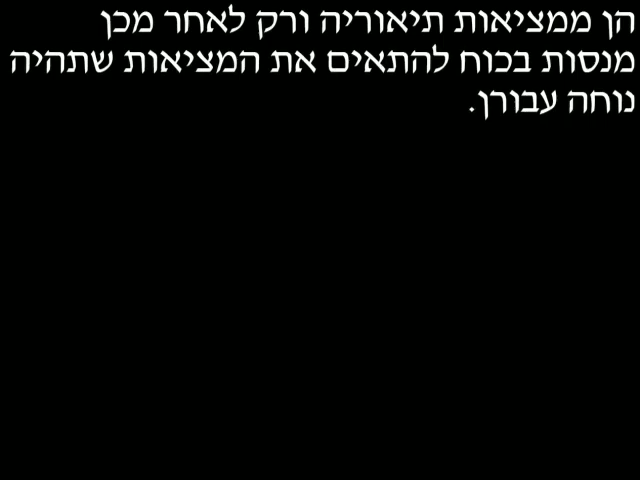 הן ממציאות תיאוריה ורק לאחר מכן
מנסות בכוח להתאים את המציאות שתהיה
נוחה עבורן.